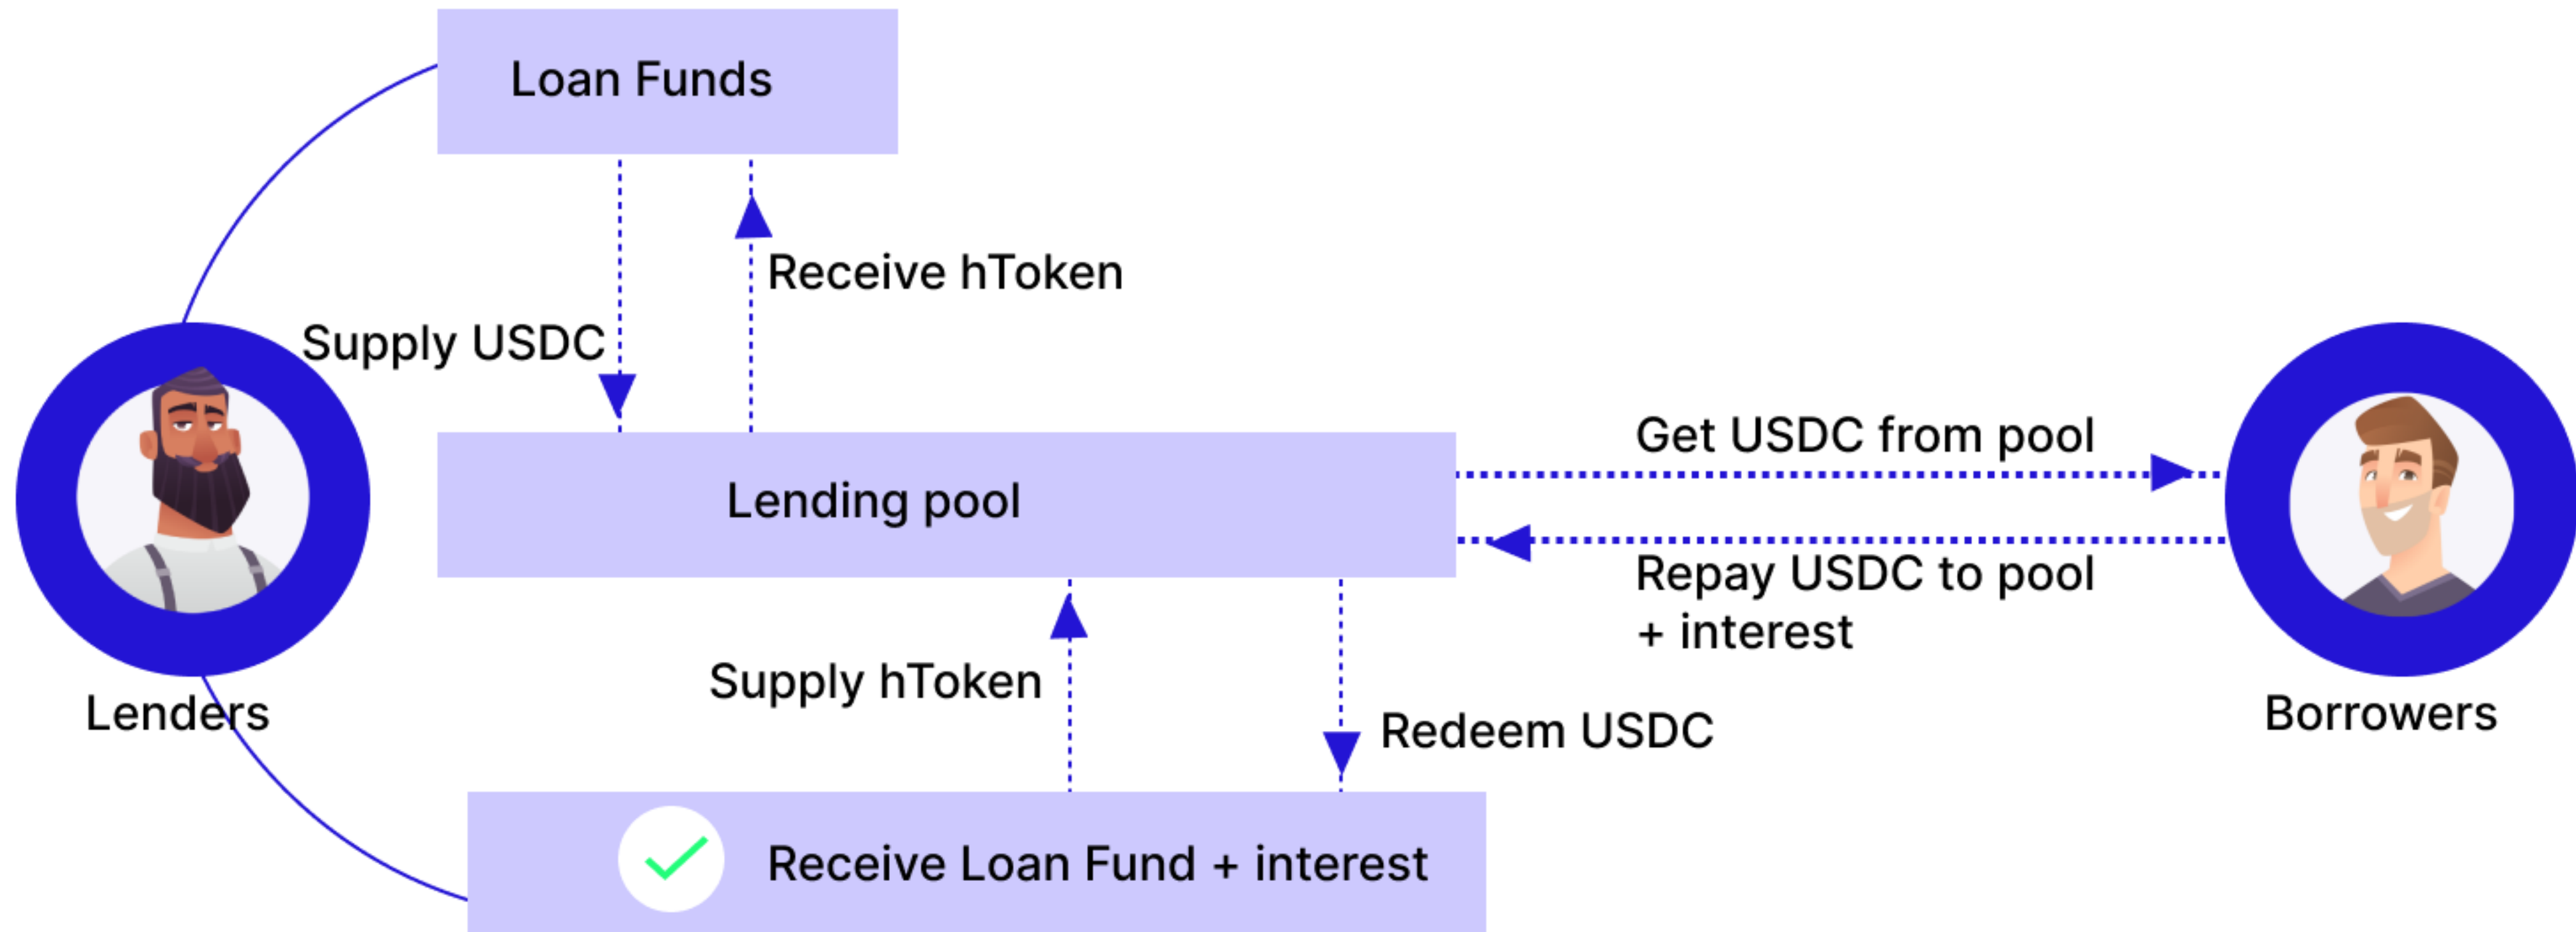 Loan Funds
Receive hToken
Supply USDC
Get USDC from pool
Lending pool
Repay USDC to pool
+ interest
Supply hToken
Redeem USDC
Lenders
Borrowers
Receive Loan Fund + interest